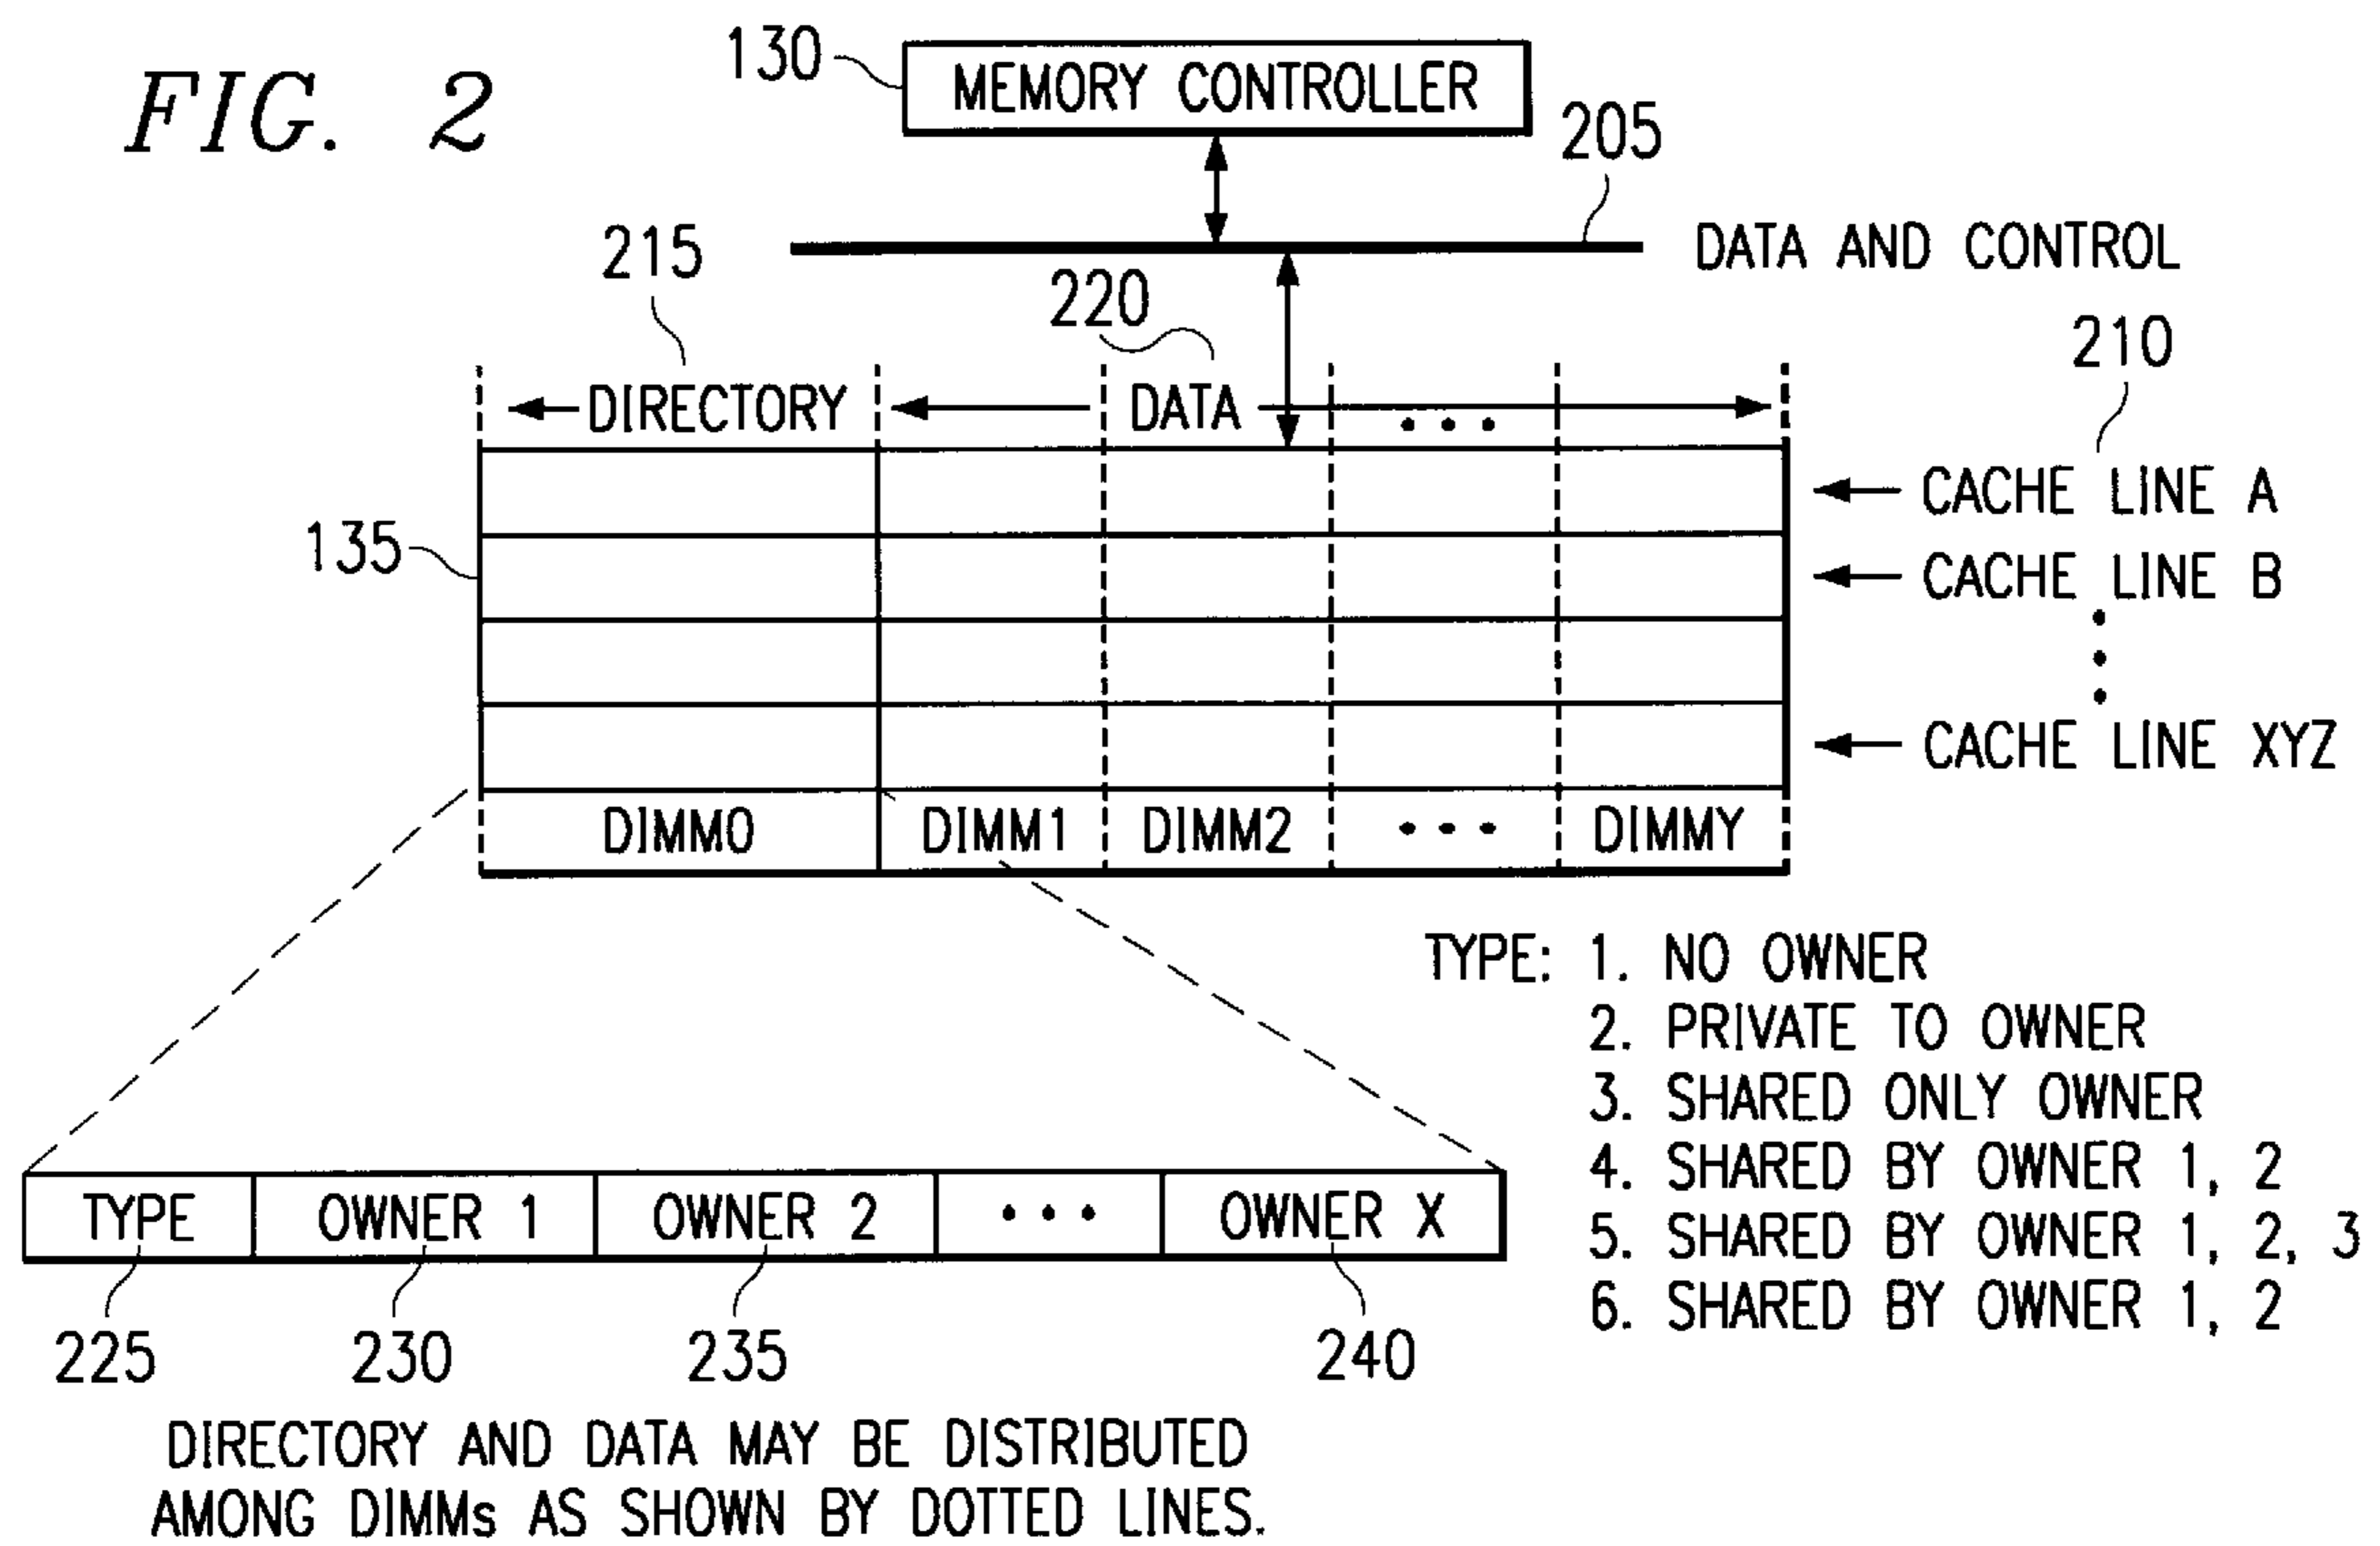 FIG. 2
130
MEMORY CONTROLLER
205
DATA AND CONTROL
215
220
210
DIRECTORY
DATA
• • •
CACHE LINE A
135
CACHE LINE B
CACHE LINE XYZ
DIMM0 DIMM1 DIMM2 • • • DIMMY
TYPE: 1. NO OWNER
2. PRIVATE TO OWNER
3. SHARED ONLY OWNER
4. SHARED BY OWNER 1, 2
5. SHARED BY OWNER 1, 2, 3
6. SHARED BY OWNER 1, 2
TYPE OWNER 1 OWNER 2 • • • OWNER X
225 230 235 240
DIRECTORY AND DATA MAY BE DISTRIBUTED
AMONG DIMMs AS SHOWN BY DOTTED LINES.